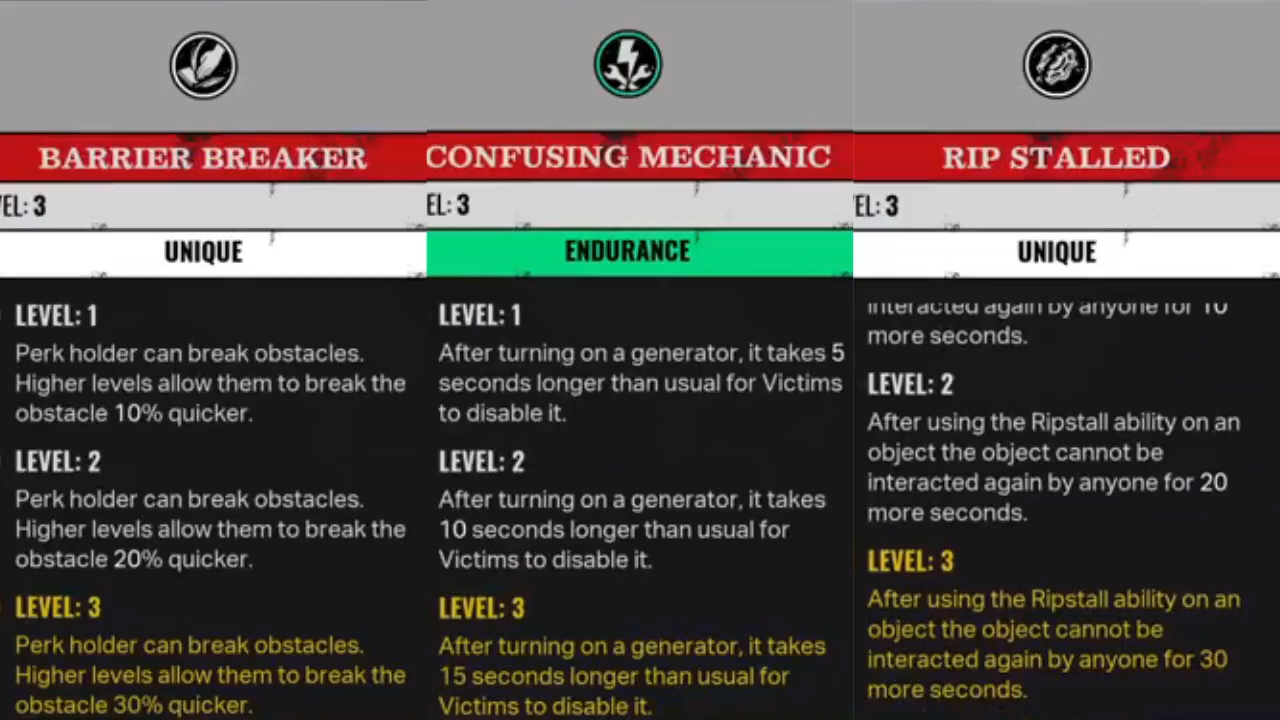 BARRIER BREAKER
EL: 3
UNIQUE
LEVEL: 1
Perk holder can break obstacles.
Higher levels allow them to break the
obstacle 10% quicker.
LEVEL: 2
Perk holder can break obstacles.
Higher levels allow them to break the
obstacle 20% quicker.
LEVEL: 3
Perk holder can break obstacles.
Higher levels allow them to break the
obstacle 30% quicker.
CONFUSING MECHANIC
EL: 3
ENDURANCE
LEVEL: 1
After turning on a generator, it takes 5
seconds longer than usual for Victims
to disable it.
LEVEL: 2
After turning on a generator, it takes
10 seconds longer than usual for
Victims to disable it.
LEVEL: 3
After turning on a generator, it takes
15 seconds longer than usual for
Victims to disable it.
RIP STALLED
EL: 3
UNIQUE
interacted again by anyone for 10
more seconds.
LEVEL: 2
After using the Ripstall ability on an
object the object cannot be
interacted again by anyone for 20
more seconds.
LEVEL: 3
After using the Ripstall ability on an
object the object cannot be
interacted again by anyone for 30
more seconds.